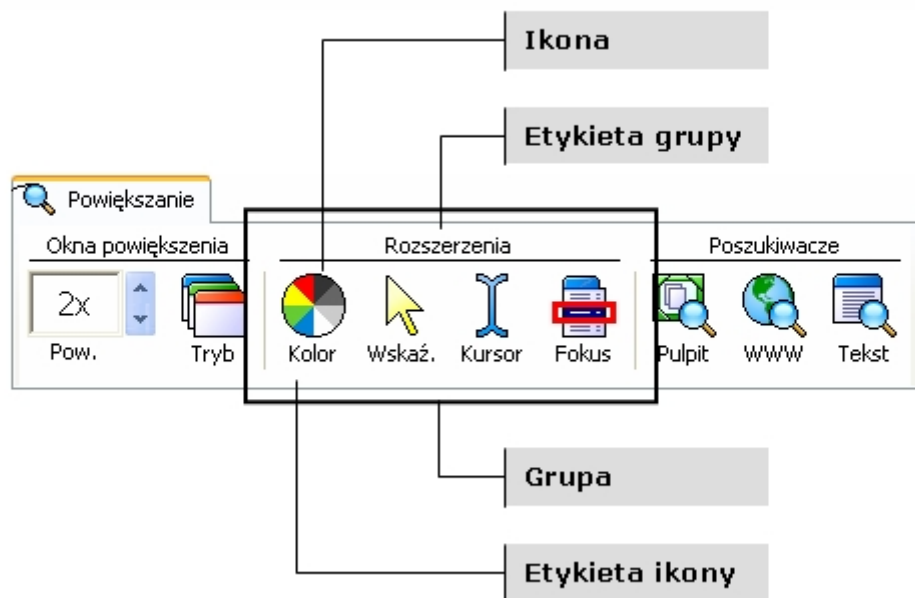 Ikona
Etykieta grupy
Powiększanie
Okna powiększenia
Rozszerzenia
Poszukiwacze
2x
Pow.
Tryb
Kolor
Wskaź.
Kursor
Fokus
Pulpit
WWW
Tekst
Grupa
Etykieta ikony